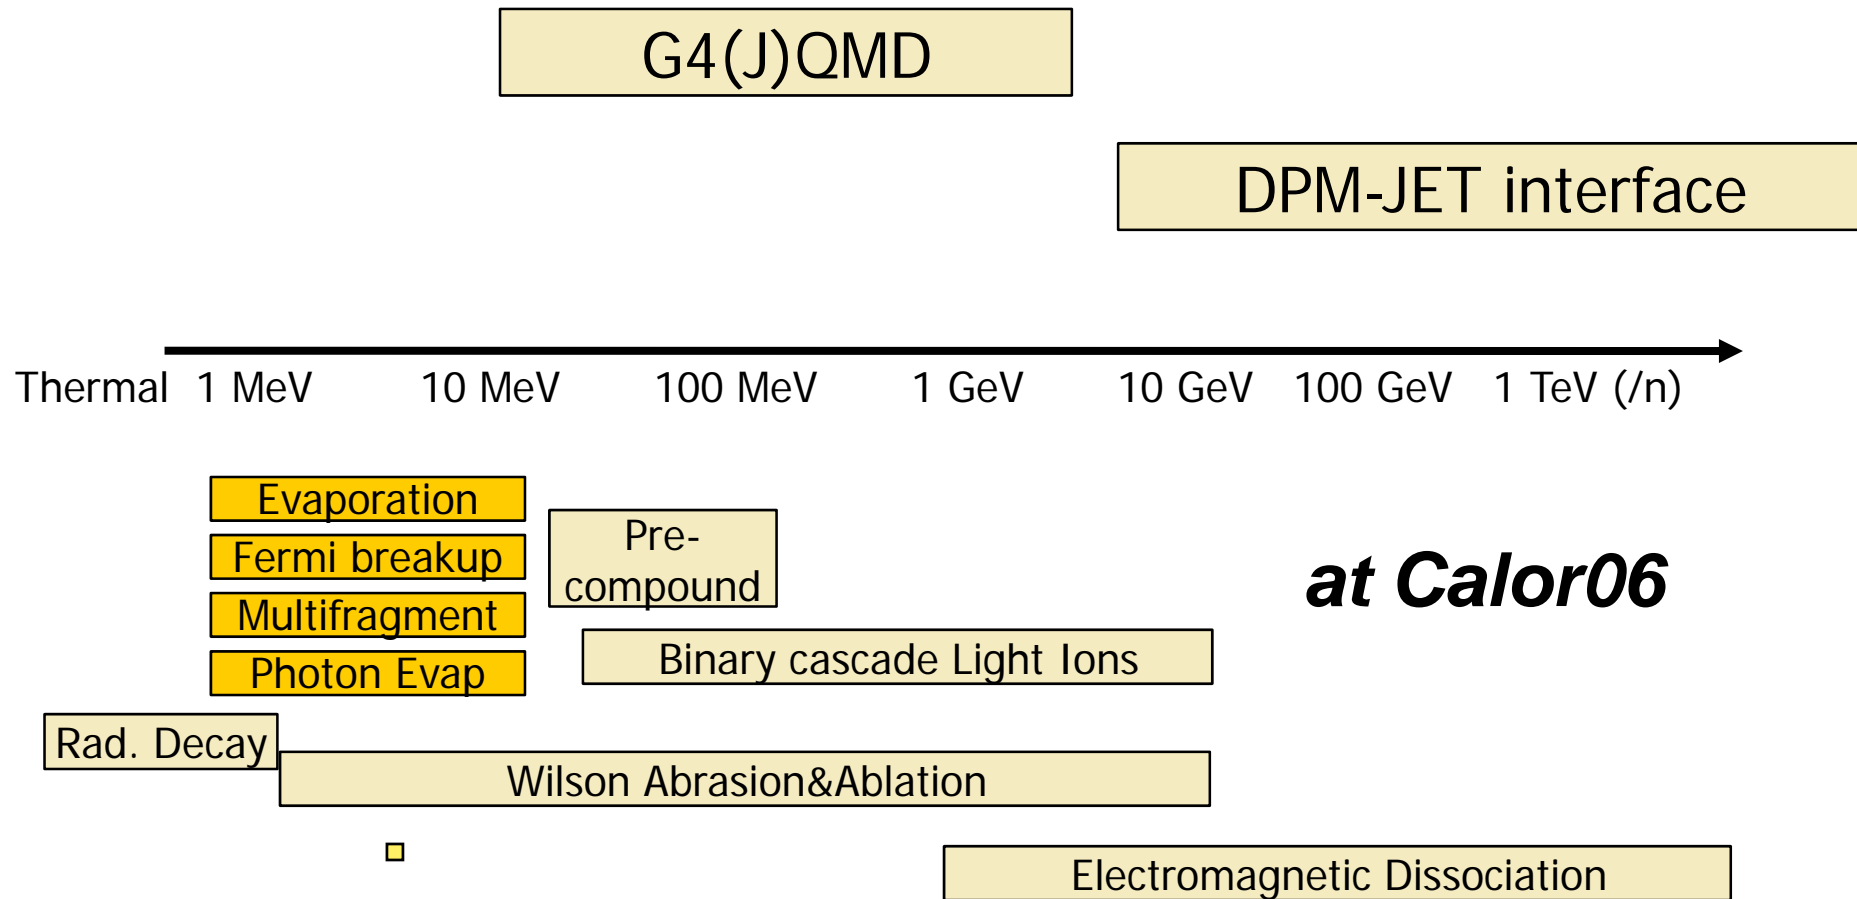 G4(J)QMD
DPM-JET interface
Thermal 1 MeV 10 MeV 100 MeV 1 GeV 10 GeV 100 GeV 1 TeV (/n)
Evaporation
Fermi breakup
Multifragment
Photon Evap
Pre-
compound
at Calor06
Binary cascade Light Ions
Rad. Decay
Wilson Abrasion&Ablation
Electromagnetic Dissociation